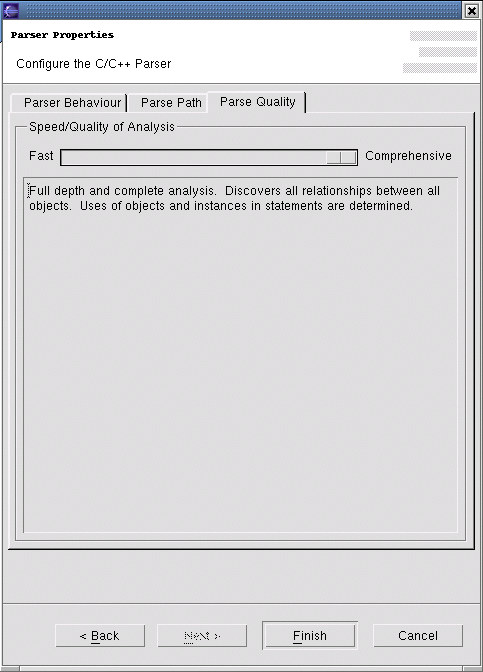 Parser Properties
Configure the C/C++ Parser
Parser Behaviour
Parse Path
Parse Quality
Speed/Quality of Analysis
Fast
Comprehensive
Full depth and complete analysis.  Discovers all relationships between all
objects.  Uses of objects and instances in statements are determined.
< Back
Next >
Finish
Cancel